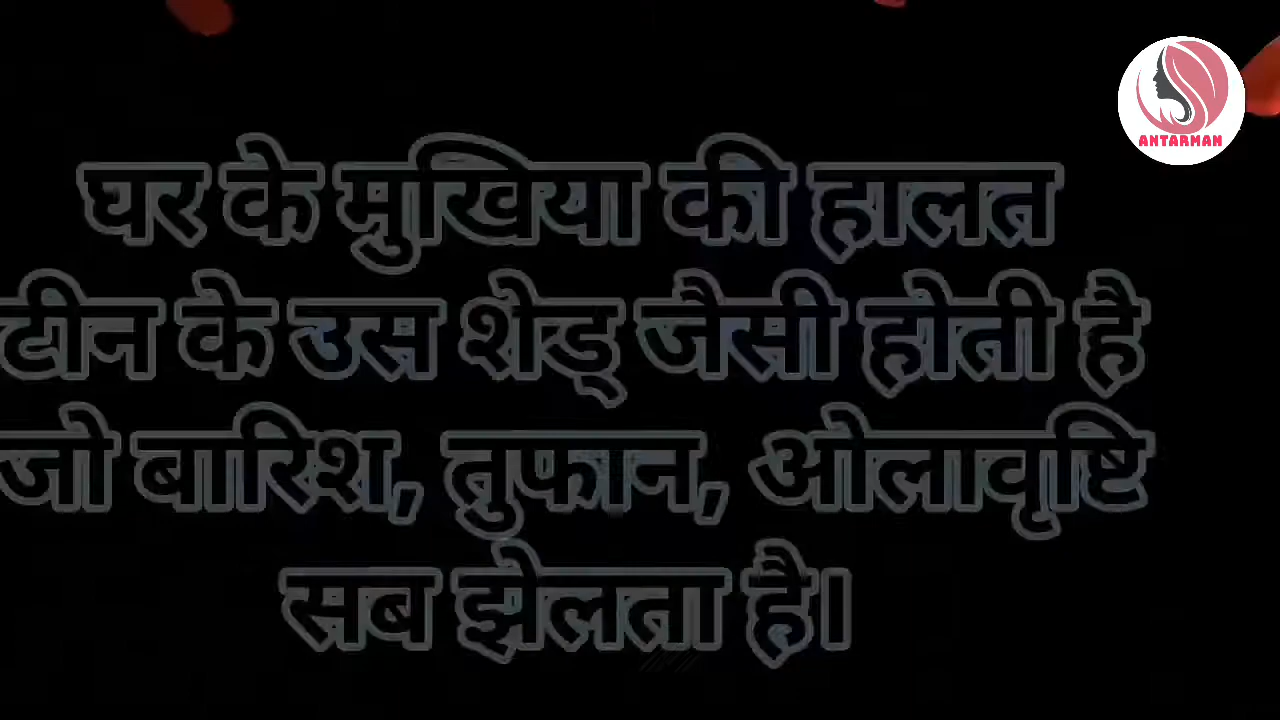 ANTARMAN
घर के मुखिया की हालत
टीन के उस शेड् जैसी होती है
जो बारिश, तुफान, ओलावृष्टि
सब झेलता है।